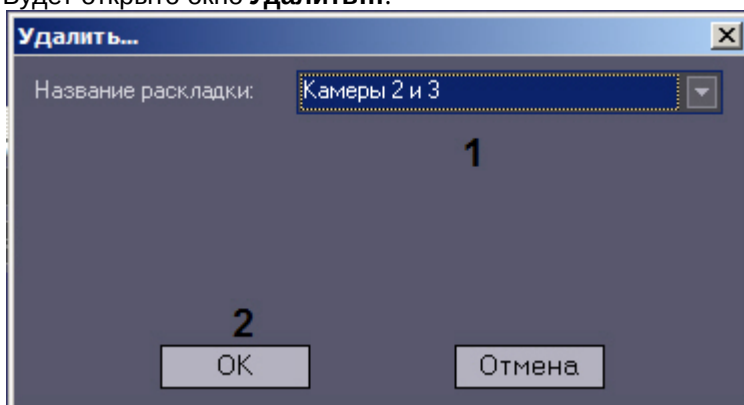 Будет открыто окно Удалить....
Удалить...
Название раскладки: Камеры 2 и 3
1
2
OK Отмена